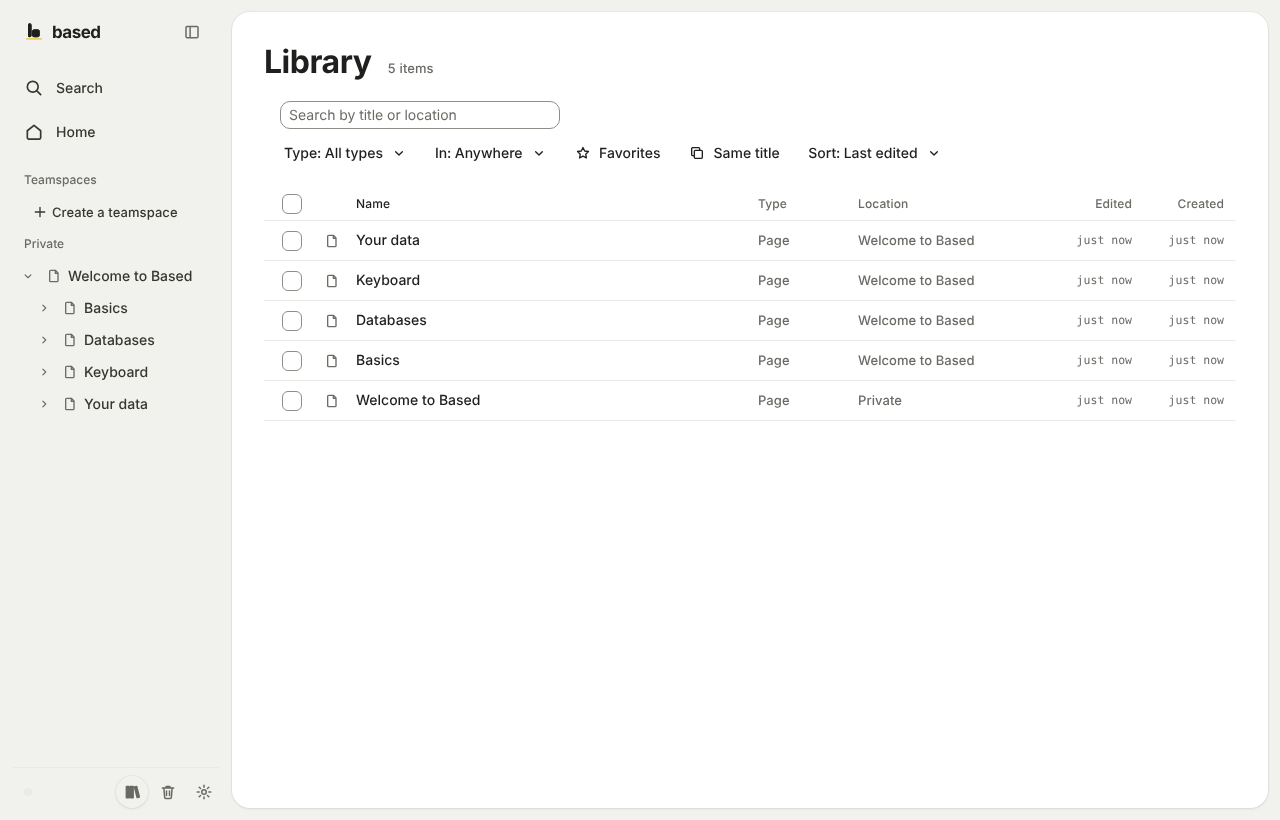 based
Search
Home
Teamspaces
Create a teamspace
Private
Welcome to Based
Basics
Databases
Keyboard
Your data
Library 5 items
Search by title or location
Type: All types In: Anywhere Favorites Same title Sort: Last edited
Name Type Location Edited Created
Your data Page Welcome to Based just now just now
Keyboard Page Welcome to Based just now just now
Databases Page Welcome to Based just now just now
Basics Page Welcome to Based just now just now
Welcome to Based Page Private just now just now